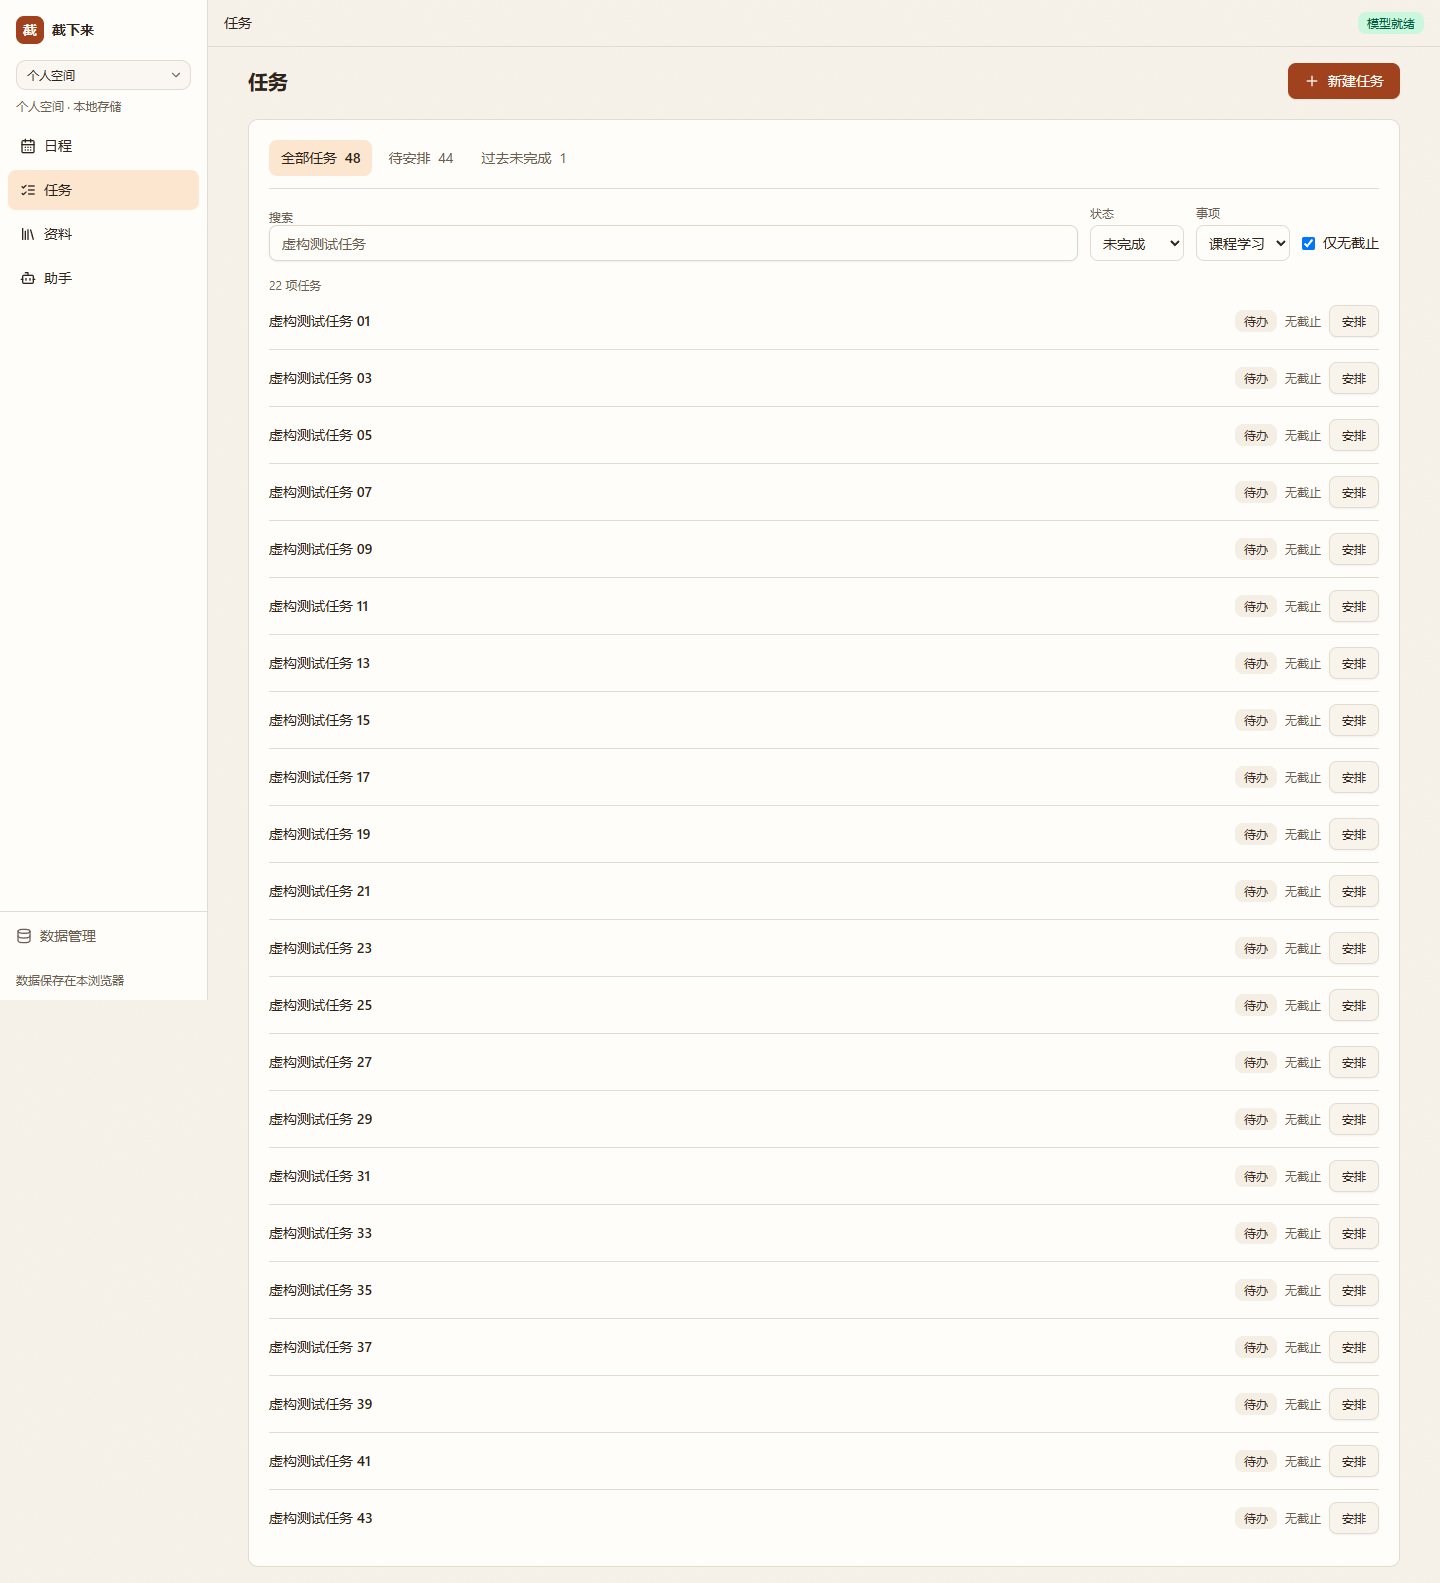 截 截下来
个人空间
个人空间 · 本地存储
日程
任务
资料
助手
数据管理
数据保存在本浏览器
任务
模型就绪
任务
新建任务
全部任务 48 待安排 44 过去未完成 1
搜索 状态 事项
虚构测试任务 未完成 课程学习 仅无截止
22 项任务
虚构测试任务 01 待办 无截止 安排
虚构测试任务 03 待办 无截止 安排
虚构测试任务 05 待办 无截止 安排
虚构测试任务 07 待办 无截止 安排
虚构测试任务 09 待办 无截止 安排
虚构测试任务 11 待办 无截止 安排
虚构测试任务 13 待办 无截止 安排
虚构测试任务 15 待办 无截止 安排
虚构测试任务 17 待办 无截止 安排
虚构测试任务 19 待办 无截止 安排
虚构测试任务 21 待办 无截止 安排
虚构测试任务 23 待办 无截止 安排
虚构测试任务 25 待办 无截止 安排
虚构测试任务 27 待办 无截止 安排
虚构测试任务 29 待办 无截止 安排
虚构测试任务 31 待办 无截止 安排
虚构测试任务 33 待办 无截止 安排
虚构测试任务 35 待办 无截止 安排
虚构测试任务 37 待办 无截止 安排
虚构测试任务 39 待办 无截止 安排
虚构测试任务 41 待办 无截止 安排
虚构测试任务 43 待办 无截止 安排